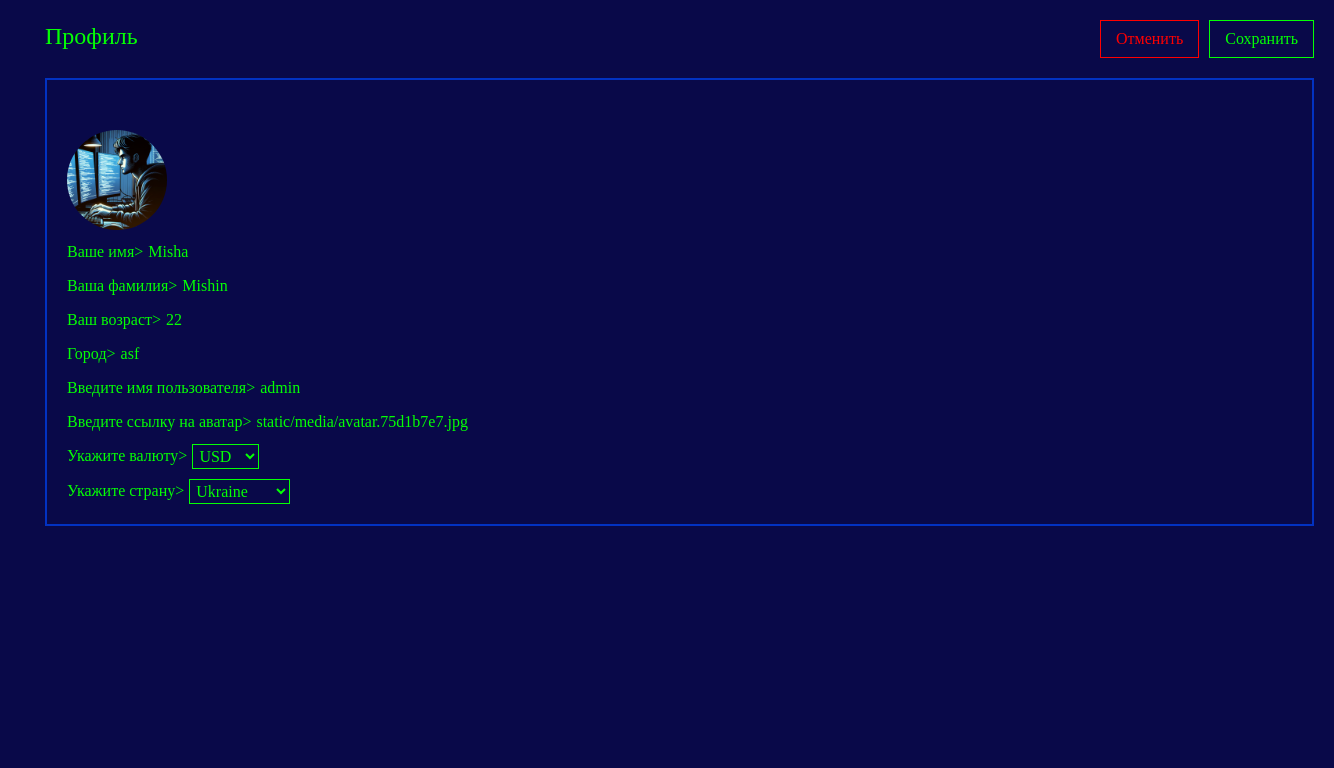 Профиль
Отменить
Сохранить
Ваше имя> Misha
Ваша фамилия> Mishin
Ваш возраст> 22
Город> asf
Введите имя пользователя> admin
Введите ссылку на аватар> static/media/avatar.75d1b7e7.jpg
Укажите валюту> USD
Укажите страну> Ukraine